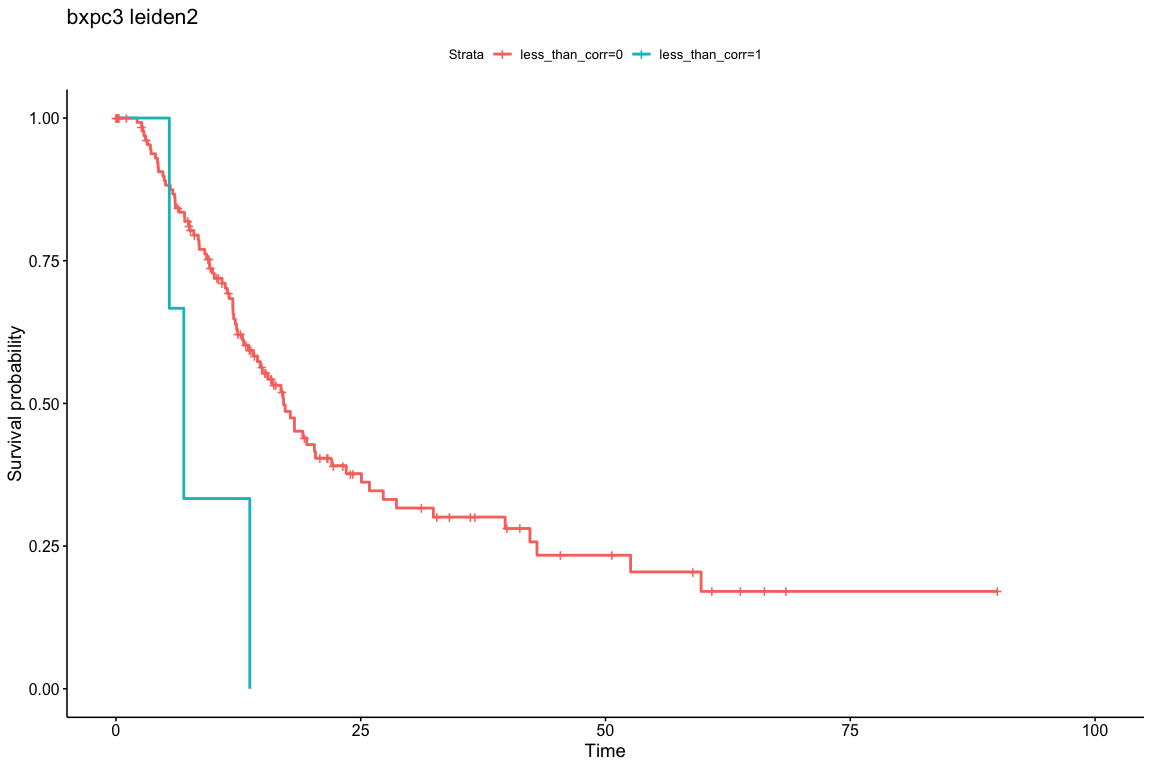 bxpc3 leiden2
Strata less_than_corr=0 less_than_corr=1
Survival probability
1.00
0.75
0.50
0.25
0.00
0 25 50 75 100
Time